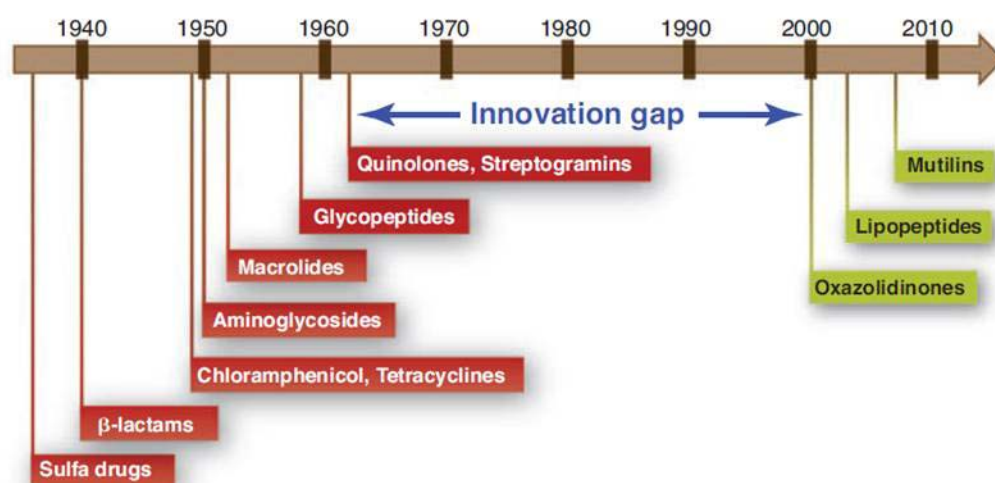 1940 1950 1960 1970 1980 1990 2000 2010
Innovation gap
Quinolones, Streptogramins
Mutilins
Glycopeptides
Lipopeptides
Macrolides
Oxazolidinones
Aminoglycosides
Chloramphenicol, Tetracyclines
β-lactams
Sulfa drugs